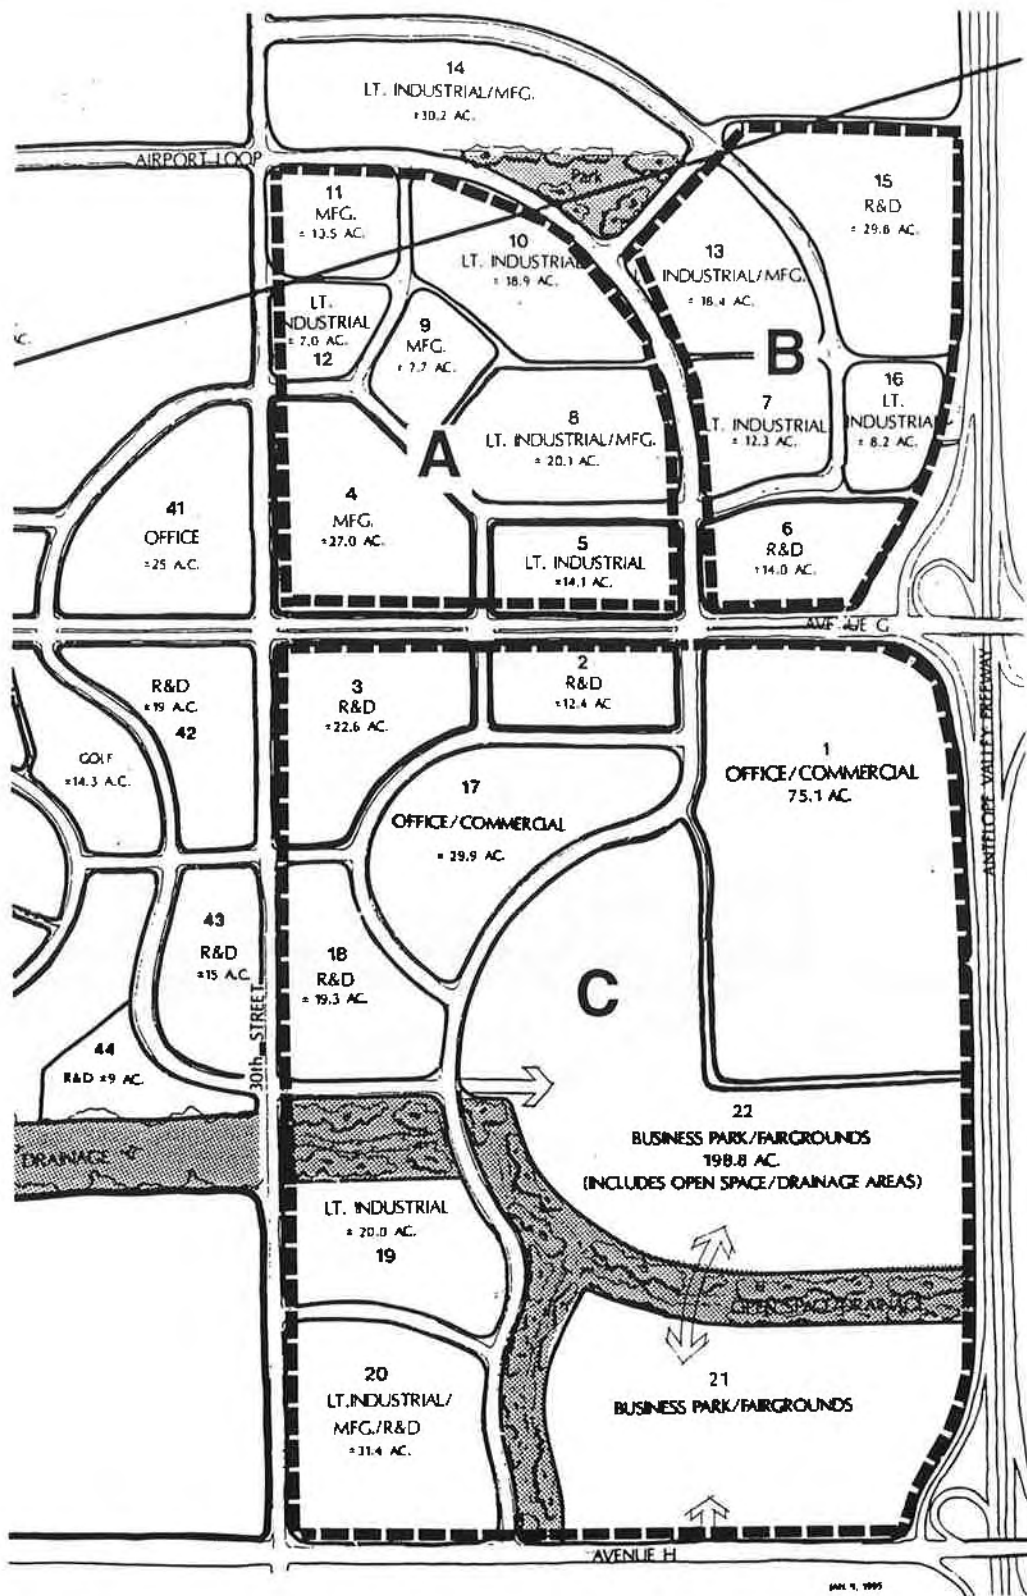 14
LT. INDUSTRIAL/MFG.
±30.2 AC.
AIRPORT LOOP
Park
11
MFG.
± 13.5 AC.
15
R&D
± 29.8 AC.
10
LT. INDUSTRIAL
± 18.9 AC.
13
INDUSTRIAL/MFG.
± 18.4 AC.
LT.
INDUSTRIAL
± 7.0 AC.
12
9
MFG.
± 7.7 AC.
B
AC.
16
LT.
INDUSTRIAL
± 8.2 AC.
7
LT. INDUSTRIAL
± 12.3 AC.
8
LT. INDUSTRIAL/MFG.
± 20.1 AC.
A
4
MFG.
±27.0 AC.
41
OFFICE
±25 A.C.
5
LT. INDUSTRIAL
±14.1 AC.
6
R&D
±14.0 AC.
AVENUE G
R&D
±19 A.C.
42
3
R&D
±22.6 AC.
2
R&D
±12.4 AC
GOLF
±14.3 A.C.
1
OFFICE/COMMERCIAL
75.1 AC.
ANTELOPE VALLEY FREEWAY
17
OFFICE/COMMERCIAL
± 29.9 AC.
43
R&D
±15 A.C.
18
R&D
± 19.3 AC.
C
30th STREET
44
R&D ±9 AC.
22
BUSINESS PARK/FAIRGROUNDS
198.8 AC.
(INCLUDES OPEN SPACE/DRAINAGE AREAS)
DRAINAGE
LT. INDUSTRIAL
± 20.0 AC.
19
OPEN SPACE/DRAINAGE
20
LT.INDUSTRIAL/
MFG./R&D
±31.4 AC.
21
BUSINESS PARK/FAIRGROUNDS
AVENUE H
JAN. 9, 1995